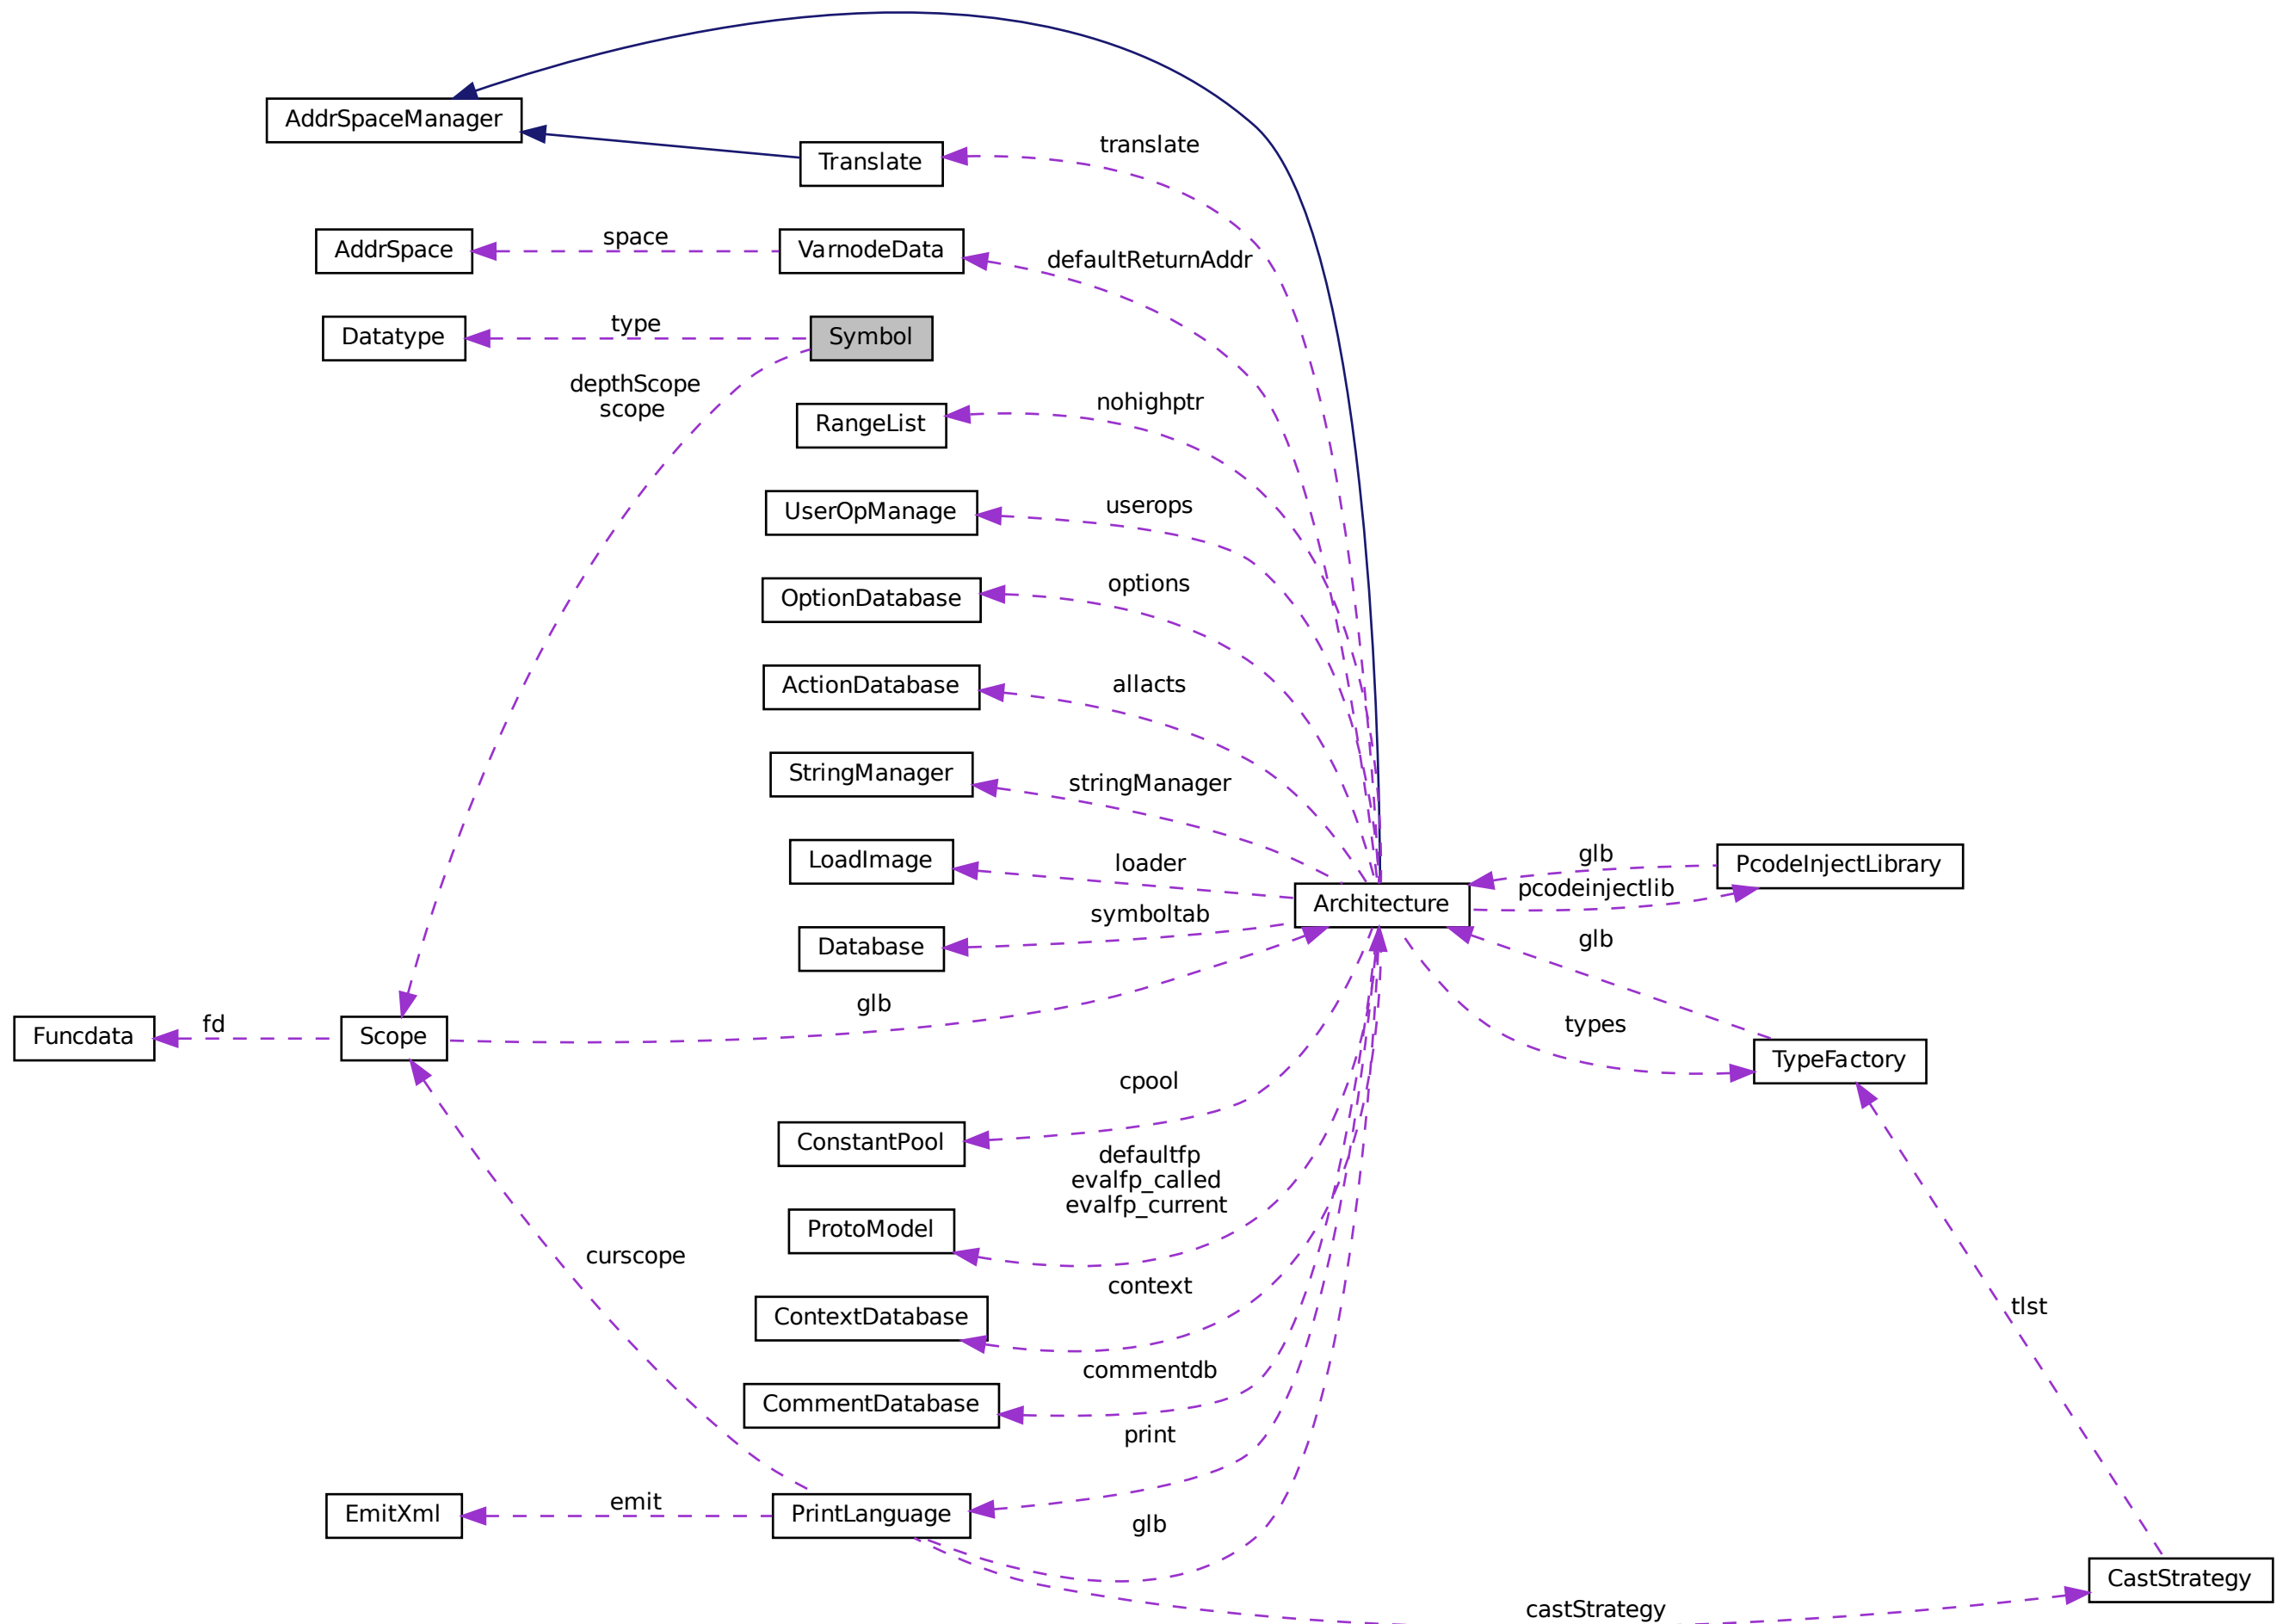 AddrSpaceManager
translate
Translate
space
AddrSpace
VarnodeData
defaultReturnAddr
type
Datatype
Symbol
depthScope
scope
nohighptr
RangeList
userops
UserOpManage
options
OptionDatabase
allacts
ActionDatabase
stringManager
StringManager
loader
LoadImage
glb
PcodeInjectLibrary
pcodeinjectlib
Architecture
symboltab
Database
glb
glb
fd
Funcdata
Scope
types
TypeFactory
cpool
ConstantPool
defaultfp
evalfp_called
evalfp_current
ProtoModel
curscope
context
ContextDatabase
tlst
commentdb
CommentDatabase
print
emit
EmitXml
PrintLanguage
glb
CastStrategy
castStrategy